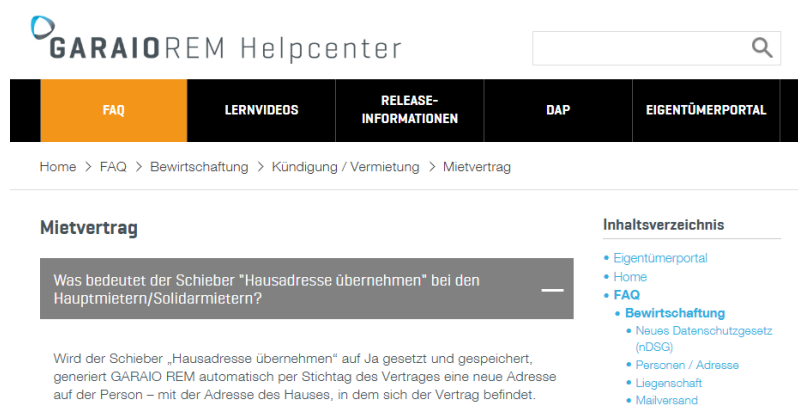 GARAIO REM Helpcenter
FAQ
LERNVIDEOS
RELEASE-
INFORMATIONEN
DAP
EIGENTÜMERPORTAL
Home > FAQ > Bewirtschaftung > Kündigung / Vermietung > Mietvertrag
Mietvertrag
Was bedeutet der Schieber "Hausadresse übernehmen" bei den
Hauptmietern/Solidarmietern?
Wird der Schieber „Hausadresse übernehmen“ auf Ja gesetzt und gespeichert,
generiert GARAIO REM automatisch per Stichtag des Vertrages eine neue Adresse
auf der Person – mit der Adresse des Hauses, in dem sich der Vertrag befindet.
Inhaltsverzeichnis
• Eigentümerportal
• Home
• FAQ
• Bewirtschaftung
• Neues Datenschutzgesetz
(nDSG)
• Personen / Adresse
• Liegenschaft
• Mailversand